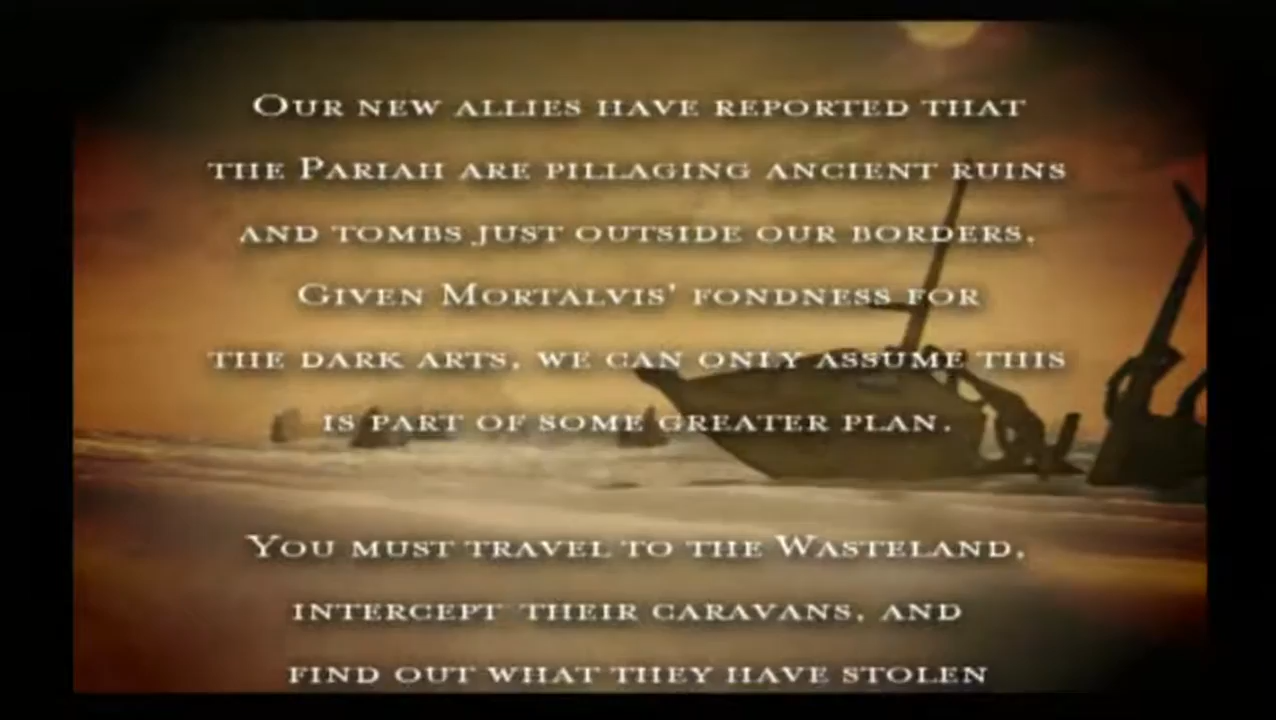 Our new allies have reported that
the Pariah are pillaging ancient ruins
and tombs just outside our borders.
Given Mortalvis' fondness for
the dark arts, we can only assume this
is part of some greater plan.
You must travel to the Wasteland,
intercept their caravans, and
find out what they have stolen